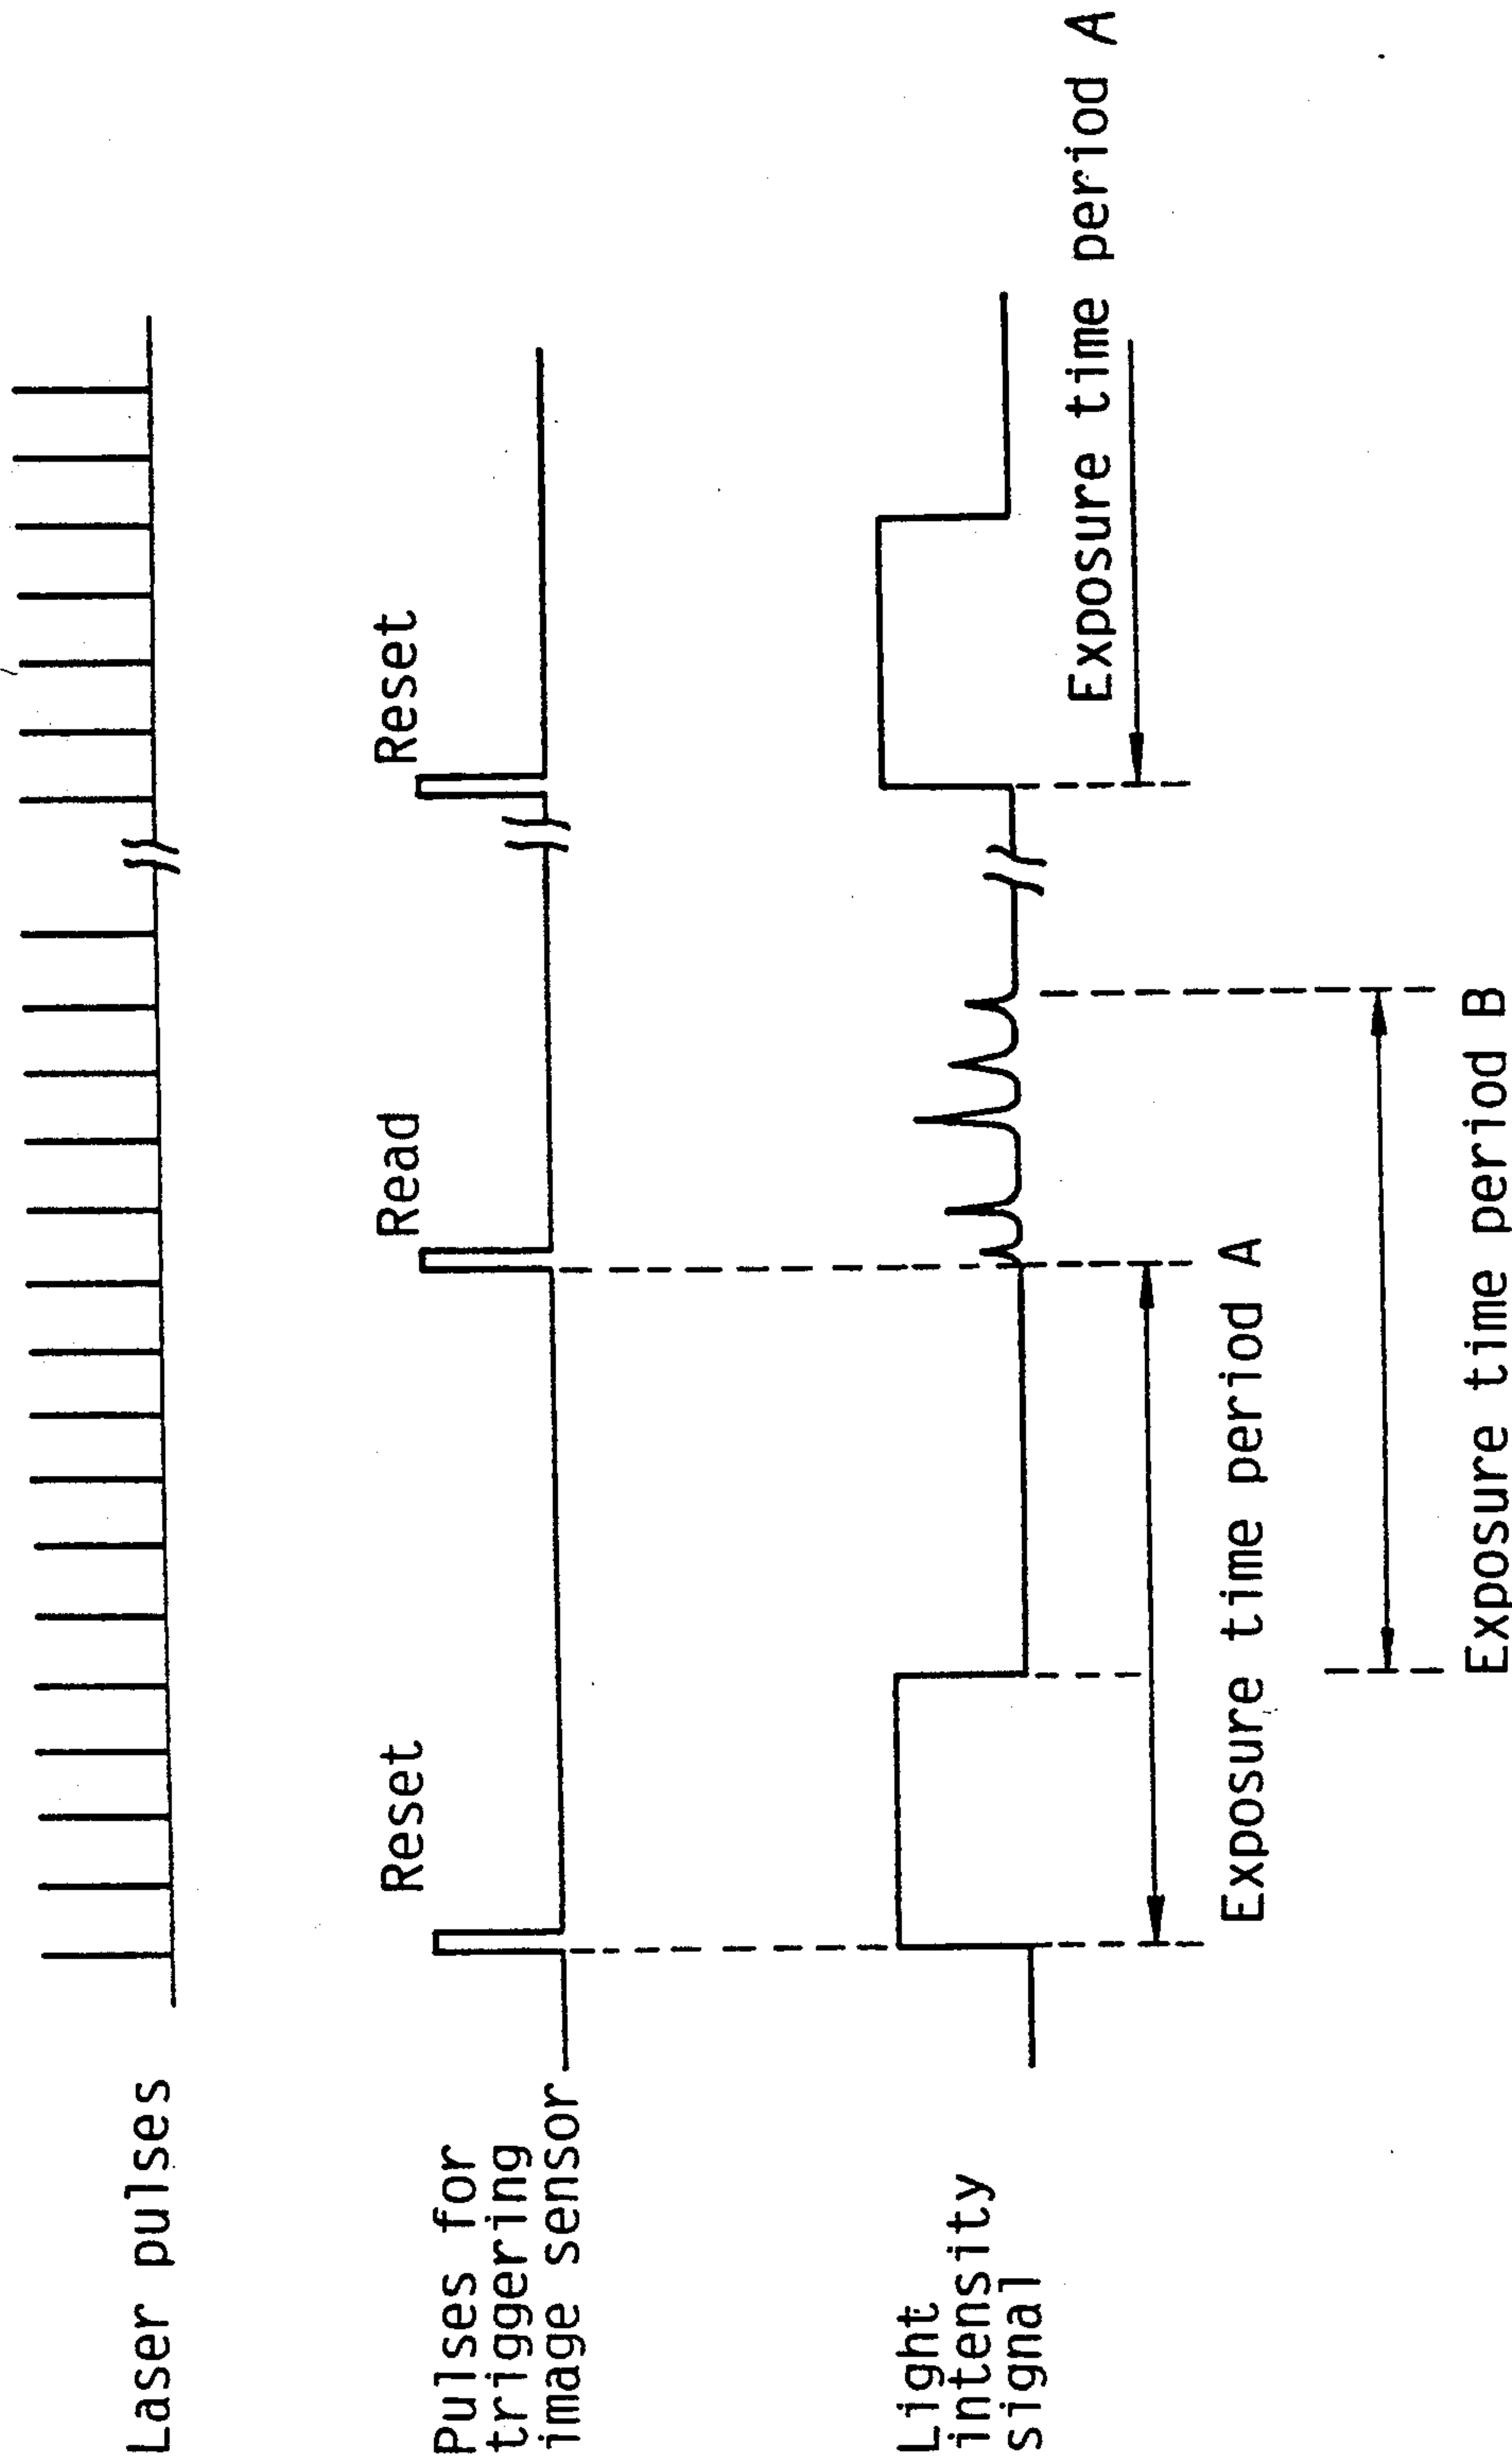 Laser pulses
Pulses for
triggering
image sensor
Reset
Read
Reset
Light
intensity
signal
Exposure time period A
Exposure time period A
Exposure time period B